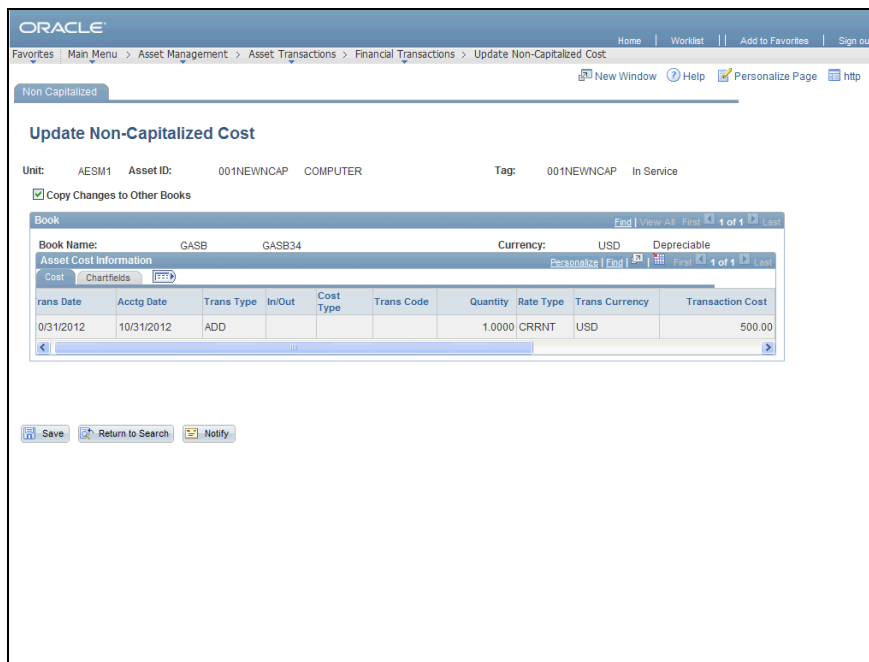 ORACLE
Home | Worklist || Add to Favorites | Sign ou
Favorites Main Menu > Asset Management > Asset Transactions > Financial Transactions > Update Non-Capitalized Cost
New Window Help Personalize Page http
Non Capitalized
Update Non-Capitalized Cost
Unit: AESM1 Asset ID: 001NEWNCAP COMPUTER Tag: 001NEWNCAP In Service
Copy Changes to Other Books
Book Find | View All First 1 of 1 Last
Book Name: GASB GASB34 Currency: USD Depreciable
Asset Cost Information Personalize | Find | | First 1 of 1 Last
Cost Chartfields
rans Date Acctg Date Trans Type In/Out Cost Type Trans Code Quantity Rate Type Trans Currency Transaction Cost
0/31/2012 10/31/2012 ADD 1.0000 CRRNT USD 500.00
Save Return to Search Notify